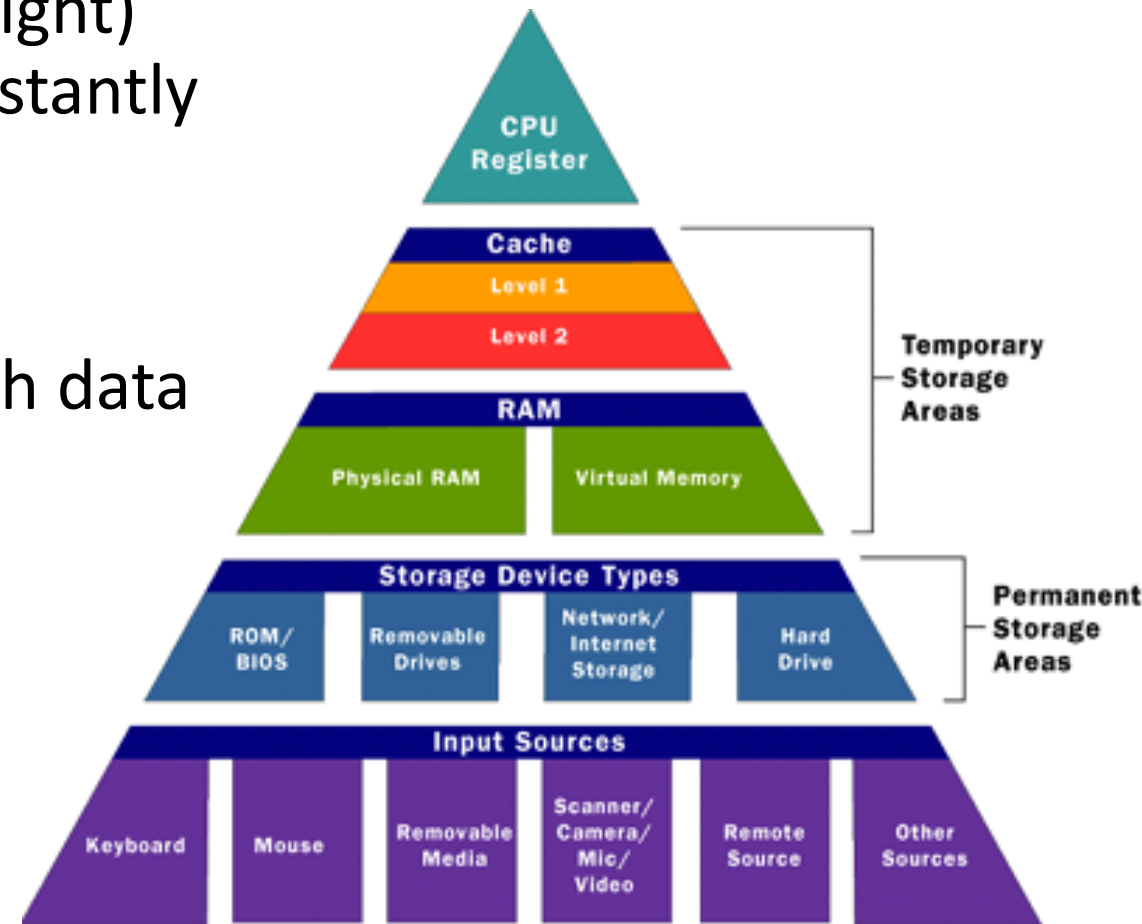 ight)
stantly
h data
CPU
Register
Cache
Level 1
Level 2
RAM
Physical RAM
Virtual Memory
Temporary
Storage
Areas
Storage Device Types
ROM/
BIOS
Removable
Drives
Network/
Internet
Storage
Hard
Drive
Permanent
Storage
Areas
Input Sources
Keyboard
Mouse
Removable
Media
Scanner/
Camera/
Mic/
Video
Remote
Source
Other
Sources